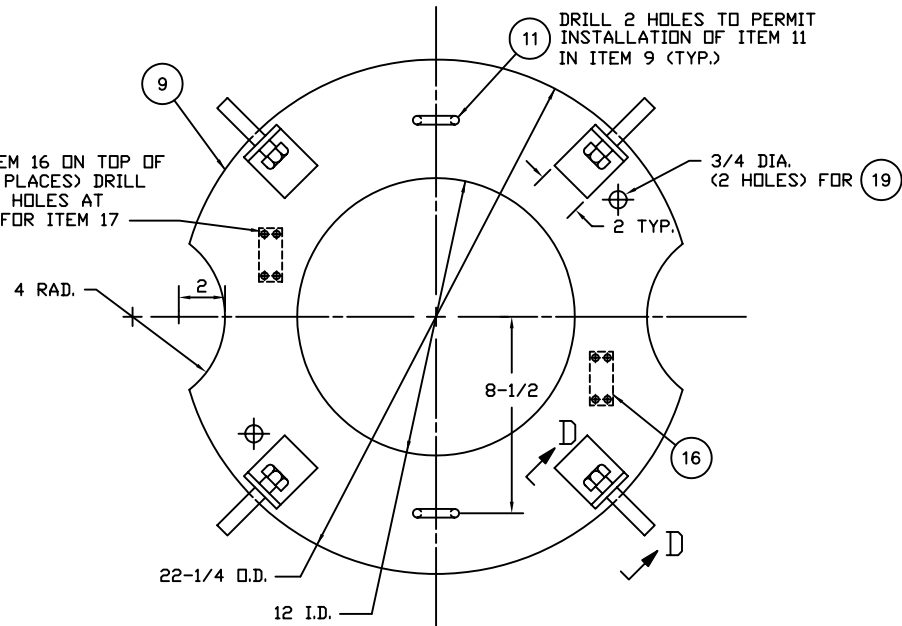 DRILL 2 HOLES TO PERMIT
INSTALLATION OF ITEM 11
IN ITEM 9 (TYP.)
11
9
ITEM 16 ON TOP OF
PLACES) DRILL
HOLES AT
FOR ITEM 17
3/4 DIA.
(2 HOLES) FOR 19
2 TYP.
4 RAD.
2
8-1/2
D
16
D
22-1/4 O.D.
12 I.D.